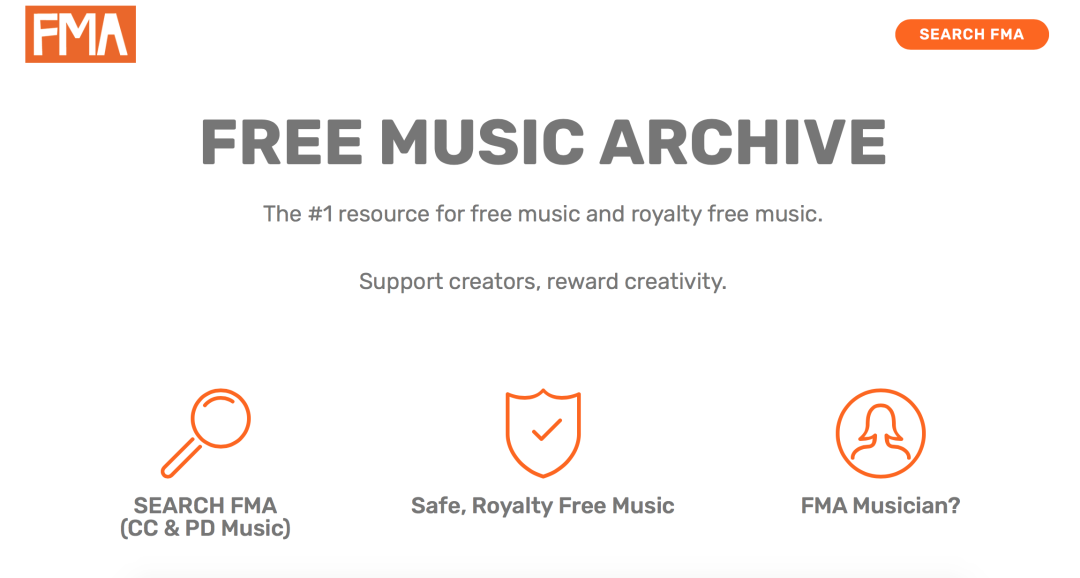 FMA
SEARCH FMA
FREE MUSIC ARCHIVE
The #1 resource for free music and royalty free music.
Support creators, reward creativity.
SEARCH FMA
(CC & PD Music)
Safe, Royalty Free Music
FMA Musician?